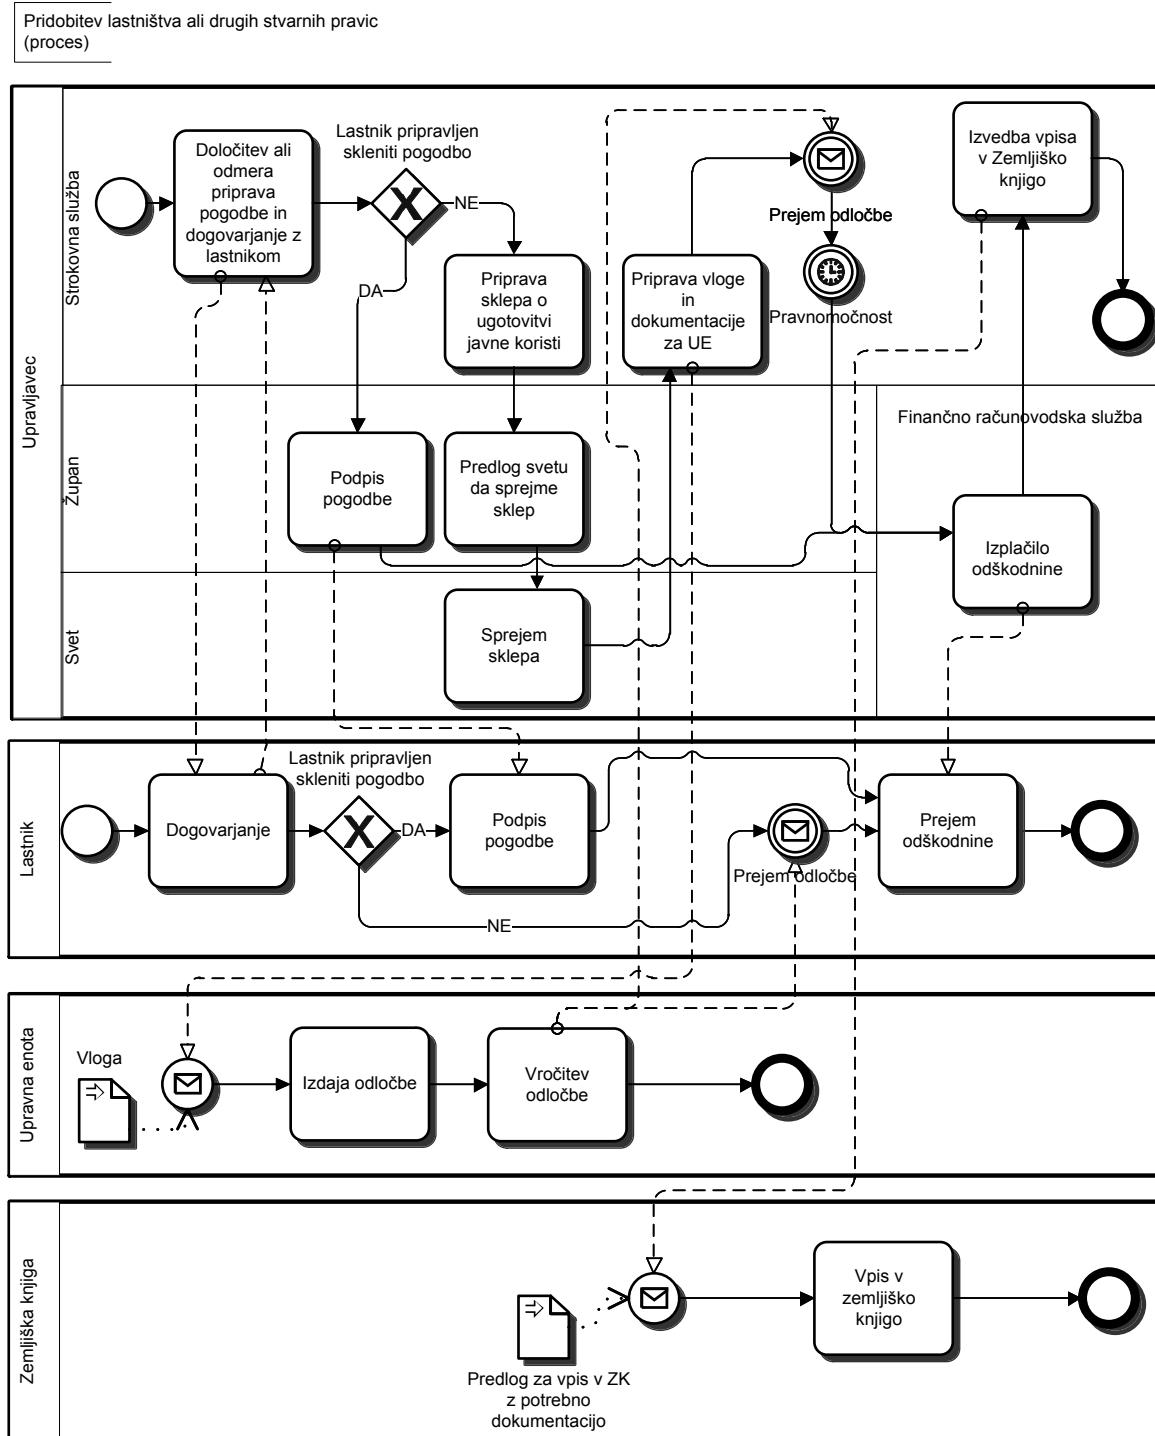 Pridobitev lastništva ali drugih stvarnih pravic
(proces)
Upravljavec
Strokovna služba
Določitev ali
odmera
priprava
pogodbe in
dogovarjanje z
lastnikom
Lastnik pripravljen
skleniti pogodbo
NE
DA
Priprava
sklepa o
ugotovitvi
javne koristi
Priprava vloge
in
dokumentacije
za UE
Prejem odločbe
Pravnomočnost
Izvedba vpisa
v Zemljiško
knjigo
Župan
Podpis
pogodbe
Predlog svetu
da sprejme
sklep
Finančno računovodska služba
Izplačilo
odškodnine
Svet
Sprejem
sklepa
Lastnik
Dogovarjanje
Lastnik pripravljen
skleniti pogodbo
DA
NE
Podpis
pogodbe
Prejem odločbe
Prejem
odškodnine
Upravna enota
Vloga
Izdaja odločbe
Vročitev
odločbe
Zemljiška knjiga
Predlog za vpis v ZK
z potrebno
dokumentacijo
Vpis v
zemljiško
knjigo